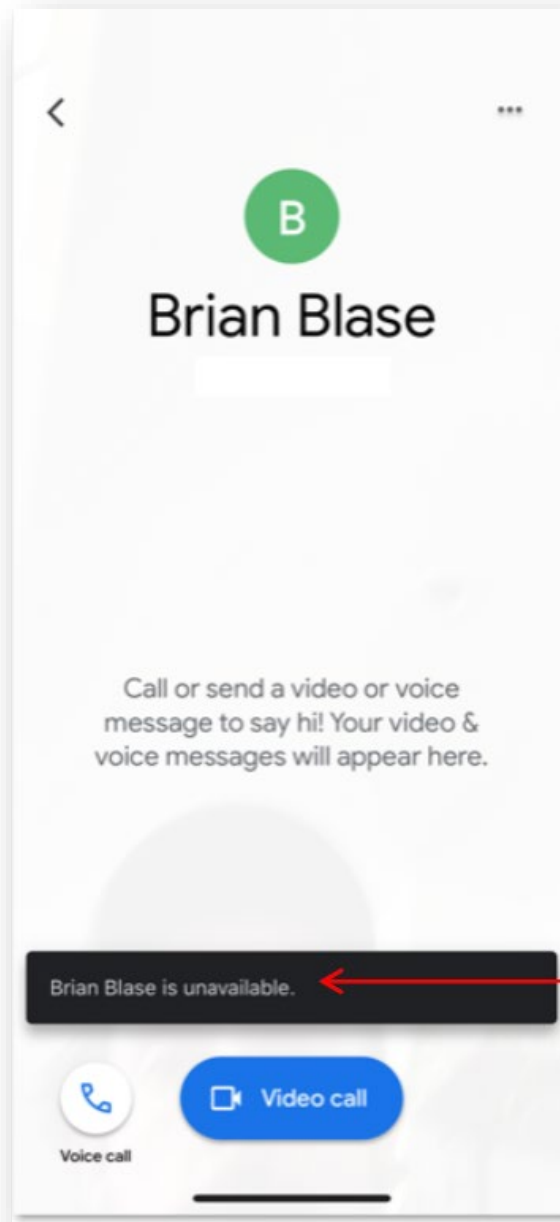 B
Brian Blase
Call or send a video or voice
message to say hi! Your video &
voice messages will appear here.
Brian Blase is unavailable.
Video call
Voice call